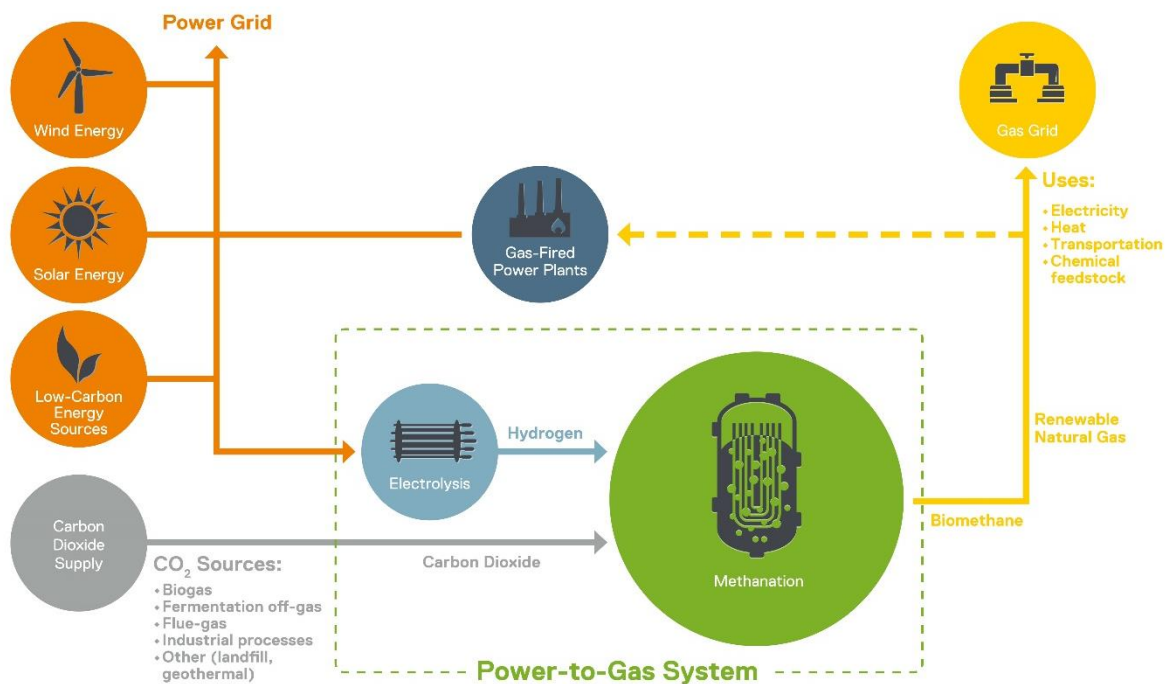 Power Grid
Wind Energy
Solar Energy
Low-Carbon
Energy
Sources
Carbon
Dioxide
Supply
CO₂ Sources:
• Biogas
• Fermentation off-gas
• Flue-gas
• Industrial processes
• Other (landfill,
geothermal)
Gas-Fired
Power Plants
Electrolysis
Hydrogen
Carbon Dioxide
Methanation
Power-to-Gas System
Biomethane
Renewable
Natural Gas
Gas Grid
Uses:
• Electricity
• Heat
• Transportation
• Chemical
feedstock